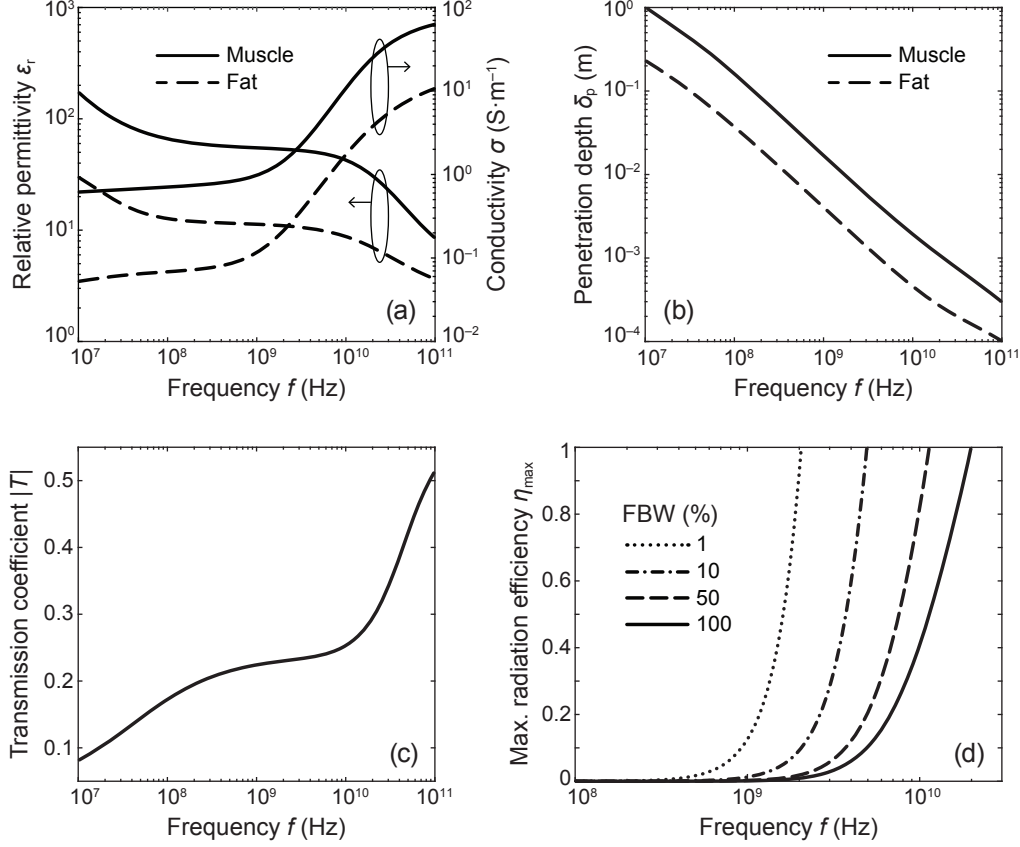 10³
10²
10¹
10⁰
Relative permittivity εᵣ
Muscle
Fat
10²
10¹
10⁰
10⁻¹
10⁻²
Conductivity σ (S·m⁻¹)
(a)
10⁷ 10⁸ 10⁹ 10¹⁰ 10¹¹
Frequency f (Hz)
10⁰
10⁻¹
10⁻²
10⁻³
10⁻⁴
Penetration depth δₚ (m)
Muscle
Fat
(b)
10⁷ 10⁸ 10⁹ 10¹⁰ 10¹¹
Frequency f (Hz)
0.5
0.4
0.3
0.2
0.1
Transmission coefficient |T|
(c)
10⁷ 10⁸ 10⁹ 10¹⁰ 10¹¹
Frequency f (Hz)
1
0.8
0.6
0.4
0.2
0
Max. radiation efficiency ηmax
FBW (%)
1
10
50
100
(d)
10⁸ 10⁹ 10¹⁰
Frequency f (Hz)